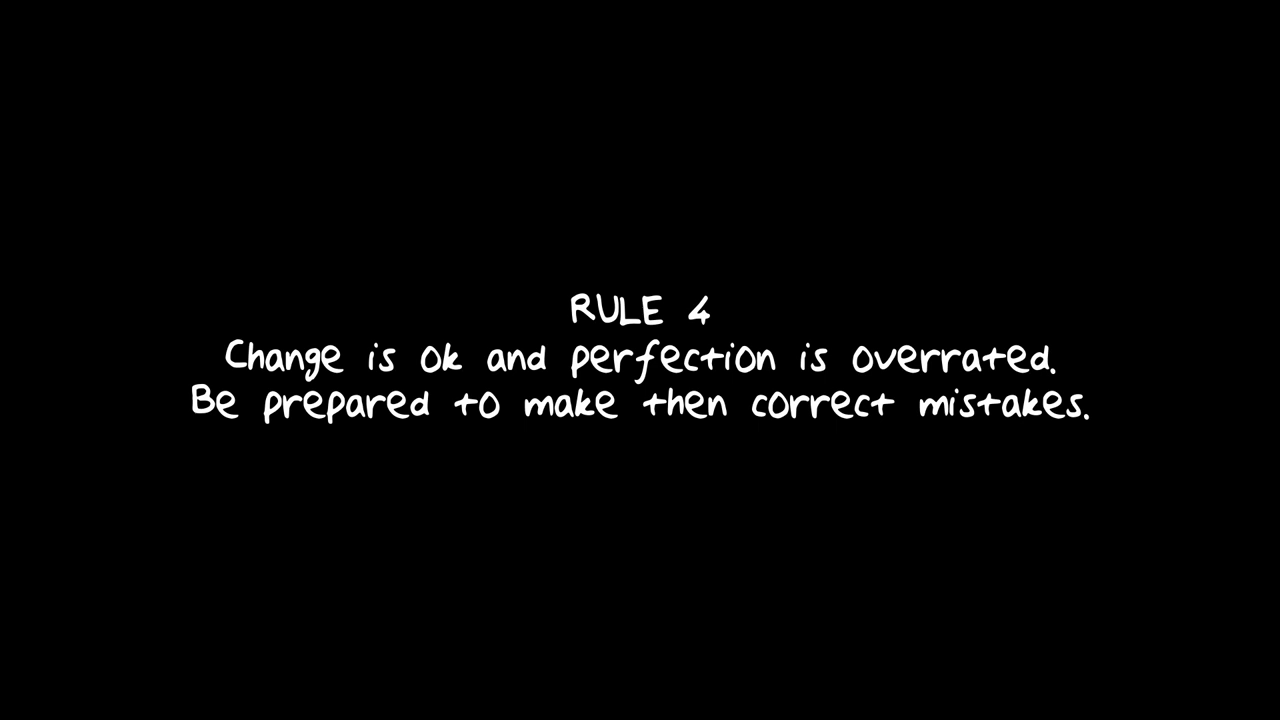 RULE 4
Change is ok and perfection is overrated.
Be prepared to make then correct mistakes.